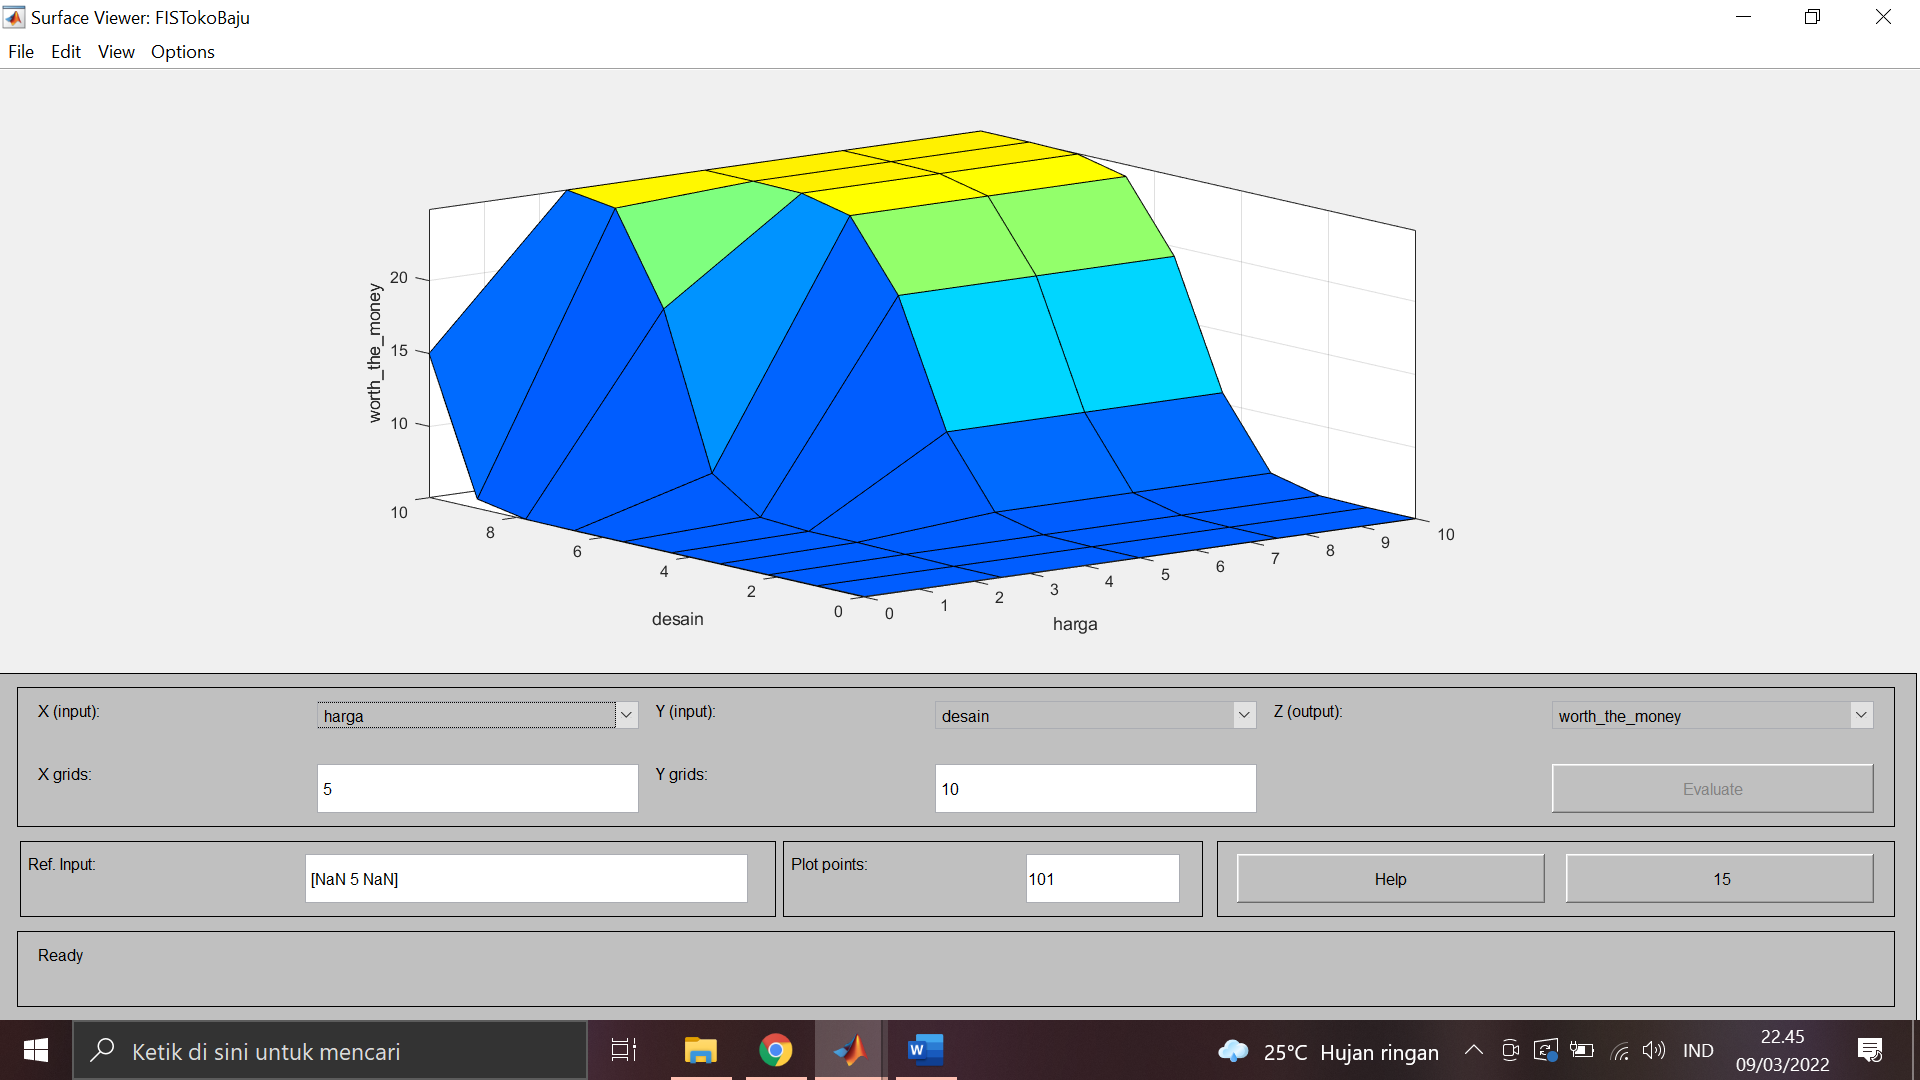 Surface Viewer: FISTokoBaju
File Edit View Options
worth_the_money
20
15
10
10
8
6
4
2
0
desain
0
1
2
3
4
5
6
7
8
9
10
harga
X (input):
harga
Y (input):
desain
Z (output):
worth_the_money
X grids:
5
Y grids:
10
Evaluate
Ref. Input:
[NaN 5 NaN]
Plot points:
101
Help
15
Ready
Ketik di sini untuk mencari
W
25°C Hujan ringan
IND
22.45
09/03/2022